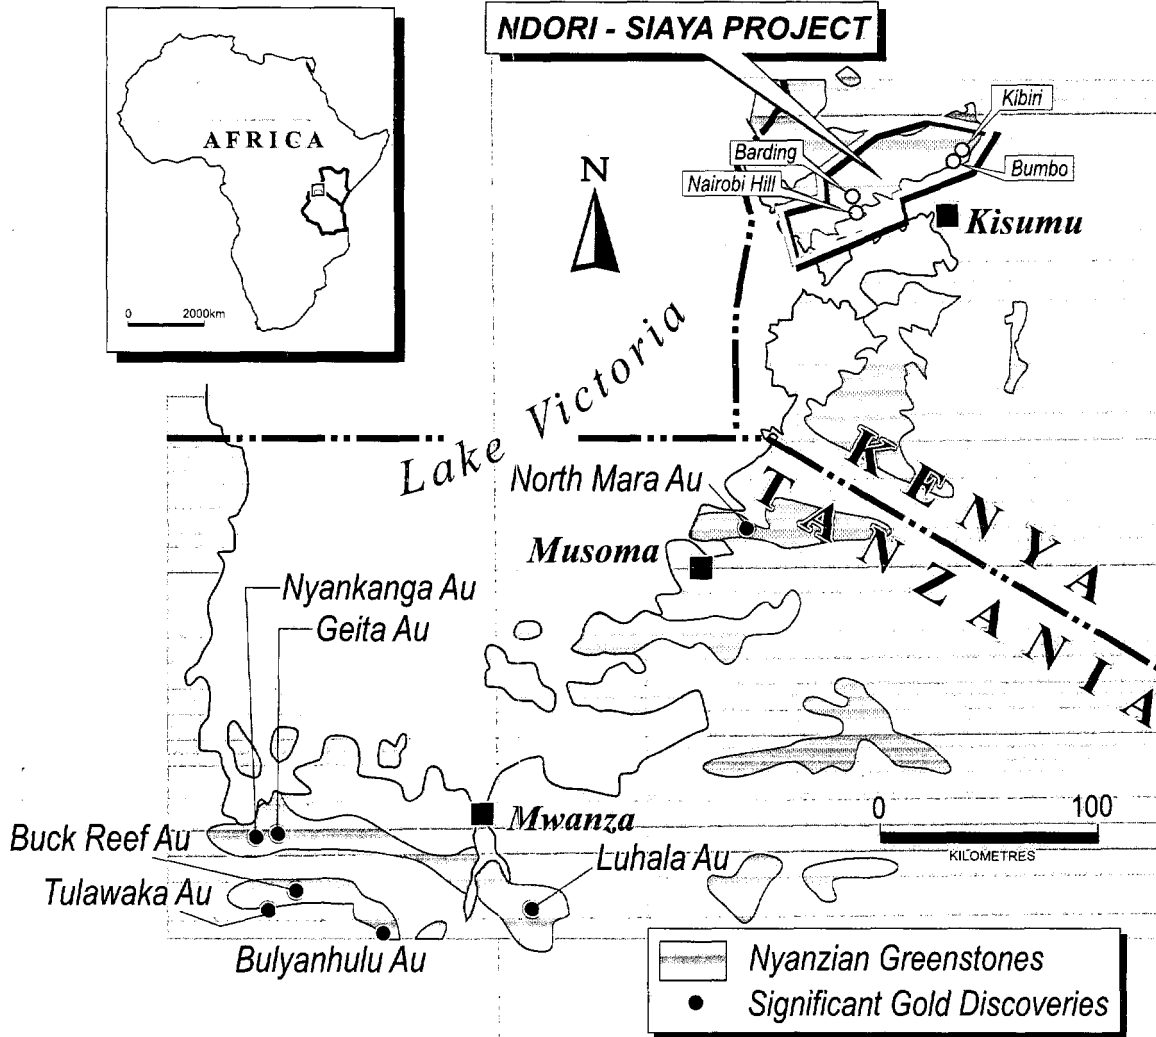 NDORI - SIAYA PROJECT
AFRICA
0 2000km
Kibiri
Barding
Bumbo
Nairobi Hill
N
Kisumu
Lake Victoria
KENYA
TANZANIA
North Mara Au
Musoma
Nyankanga Au
Geita Au
Mwanza
0 100
KILOMETRES
Buck Reef Au
Luhala Au
Tulawaka Au
Bulyanhulu Au
Nyanzian Greenstones
Significant Gold Discoveries